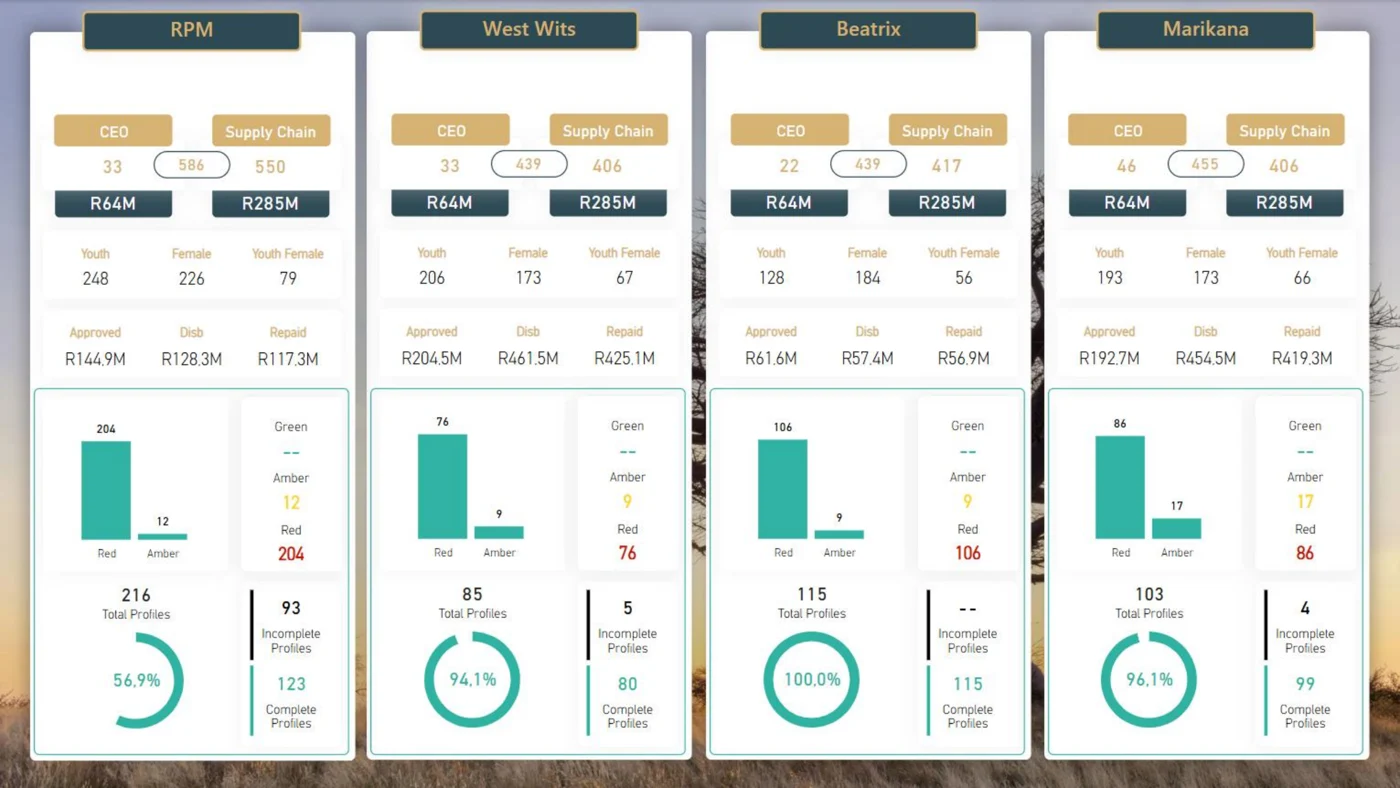 RPM
CEO
Supply Chain
33
586
550
R64M
R285M
Youth
Female
Youth Female
248
226
79
Approved
Disb
Repaid
R144,9M
R128,3M
R117,3M
204
12
Red
Amber
Green
--
Amber
12
Red
204
216
Total Profiles
56,9%
93
Incomplete
Profiles
123
Complete
Profiles
West Wits
CEO
Supply Chain
33
439
406
R64M
R285M
Youth
Female
Youth Female
206
173
67
Approved
Disb
Repaid
R204,5M
R461,5M
R425,1M
76
9
Red
Amber
Green
--
Amber
9
Red
76
85
Total Profiles
94,1%
5
Incomplete
Profiles
80
Complete
Profiles
Beatrix
CEO
Supply Chain
22
439
417
R64M
R285M
Youth
Female
Youth Female
128
184
56
Approved
Disb
Repaid
R61,6M
R57,4M
R56,9M
106
9
Red
Amber
Green
--
Amber
9
Red
106
115
Total Profiles
100,0%
--
Incomplete
Profiles
115
Complete
Profiles
Marikana
CEO
Supply Chain
46
455
406
R64M
R285M
Youth
Female
Youth Female
193
173
66
Approved
Disb
Repaid
R192,7M
R454,5M
R419,3M
86
17
Red
Amber
Green
--
Amber
17
Red
86
103
Total Profiles
96,1%
4
Incomplete
Profiles
99
Complete
Profiles